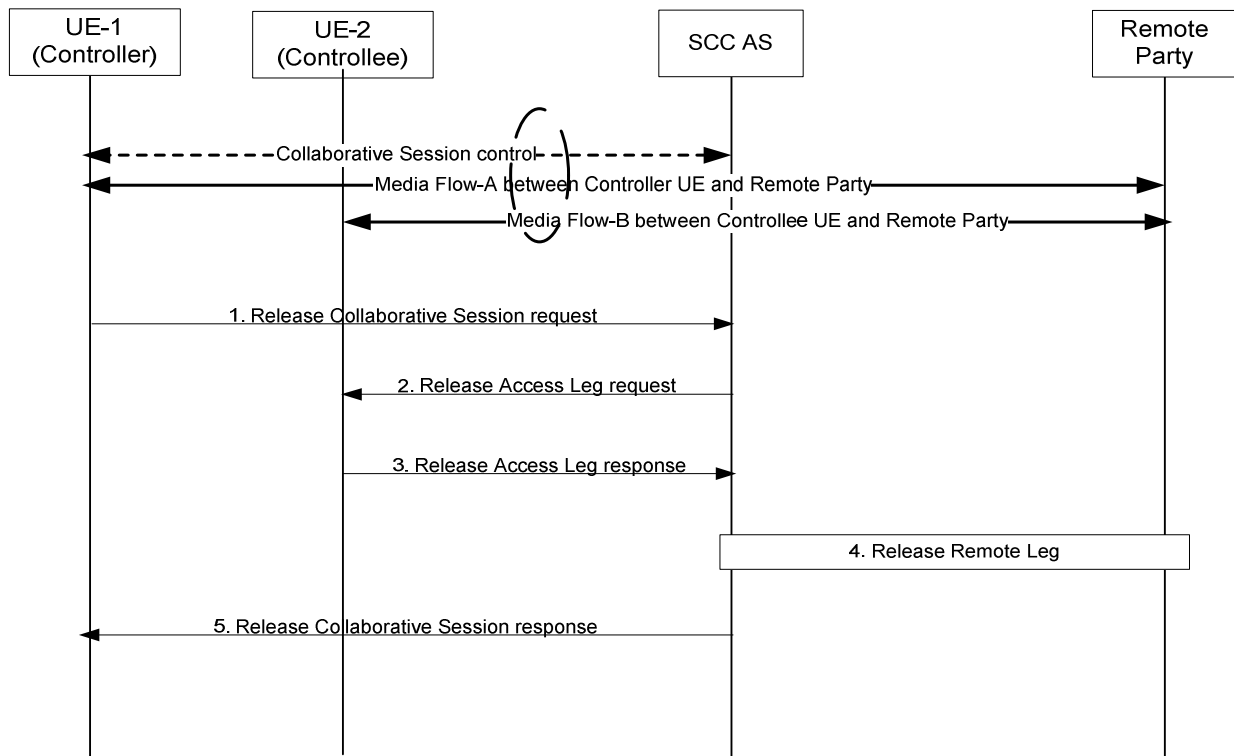 UE-1
(Controller)
UE-2
(Controllee)
SCC AS
Remote
Party
Collaborative Session control
Media Flow-A between Controller UE and Remote Party
Media Flow-B between Controllee UE and Remote Party
1. Release Collaborative Session request
2. Release Access Leg request
3. Release Access Leg response
4. Release Remote Leg
5. Release Collaborative Session response